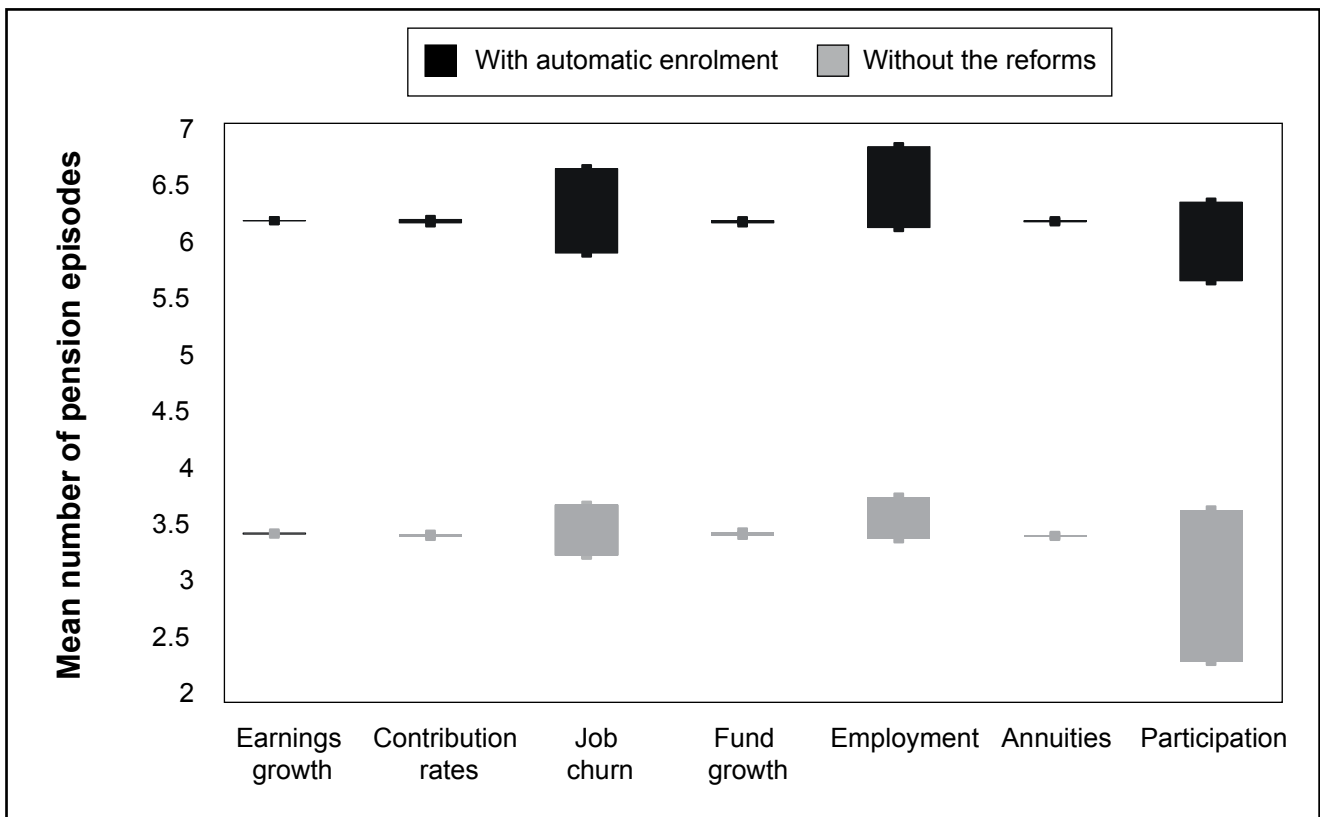 With automatic enrolment Without the reforms
Mean number of pension episodes
7
6.5
6
5.5
5
4.5
4
3.5
3
2.5
2
Earnings growth
Contribution rates
Job churn
Fund growth
Employment
Annuities
Participation